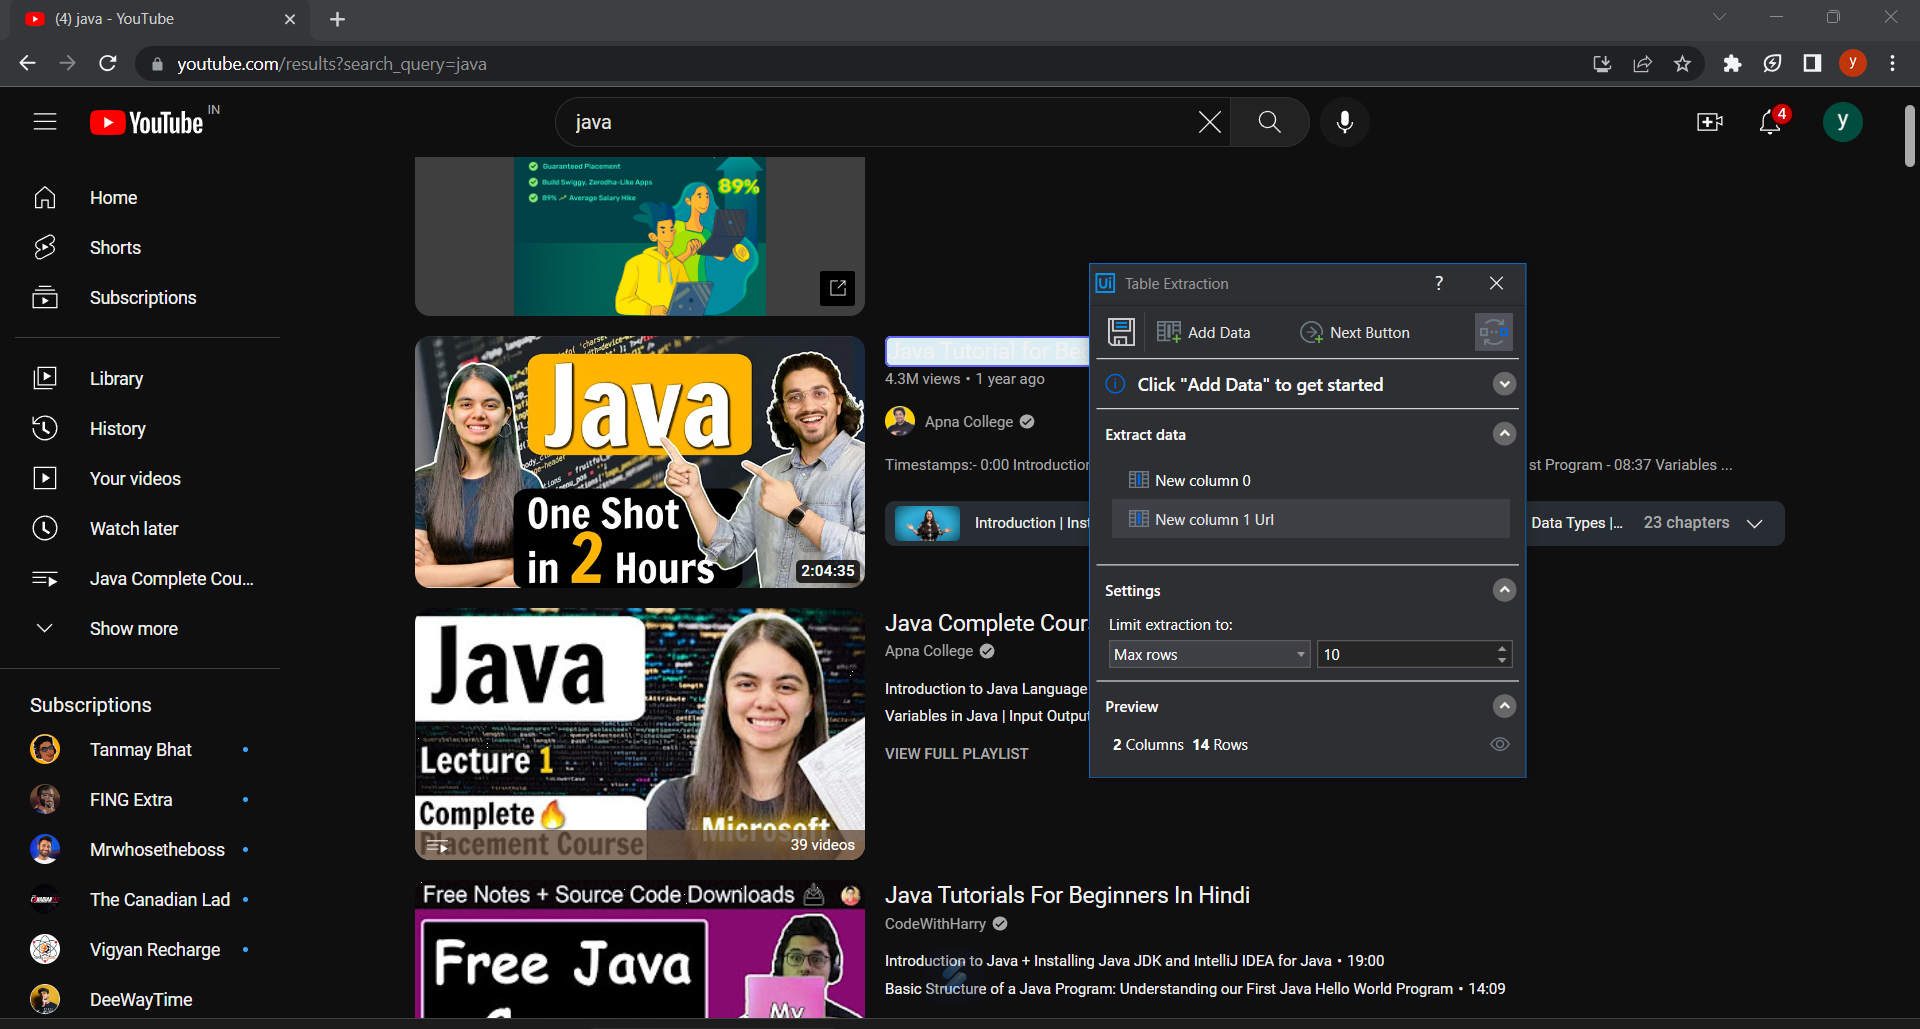 (4) java - YouTube
youtube.com/results?search_query=java
y
YouTube IN
java
4
y
Home
Shorts
Subscriptions
Library
History
Your videos
Watch later
Java Complete Cou...
Show more
Subscriptions
Tanmay Bhat
FING Extra
Mrwhosetheboss
The Canadian Lad
Vigyan Recharge
DeeWayTime
Guaranteed Placement
Build Swiggy, Zerodha-Like Apps
89% Average Salary Hike
89%
Java
One Shot
in 2 Hours
2:04:35
Java Tutorial for Be
4.3M views • 1 year ago
Apna College
Timestamps:- 0:00 Introduction
st Program - 08:37 Variables ...
Introduction | Inst
Data Types |...
23 chapters
Java
Lecture 1
Complete
Placement Course
Microsoft
39 videos
Java Complete Cour
Apna College
Introduction to Java Language
Variables in Java | Input Output
VIEW FULL PLAYLIST
Free Notes + Source Code Downloads
Free Java
My
Java Tutorials For Beginners In Hindi
CodeWithHarry
Introduction to Java + Installing Java JDK and IntelliJ IDEA for Java • 19:00
Basic Structure of a Java Program: Understanding our First Java Hello World Program • 14:09
Ui Table Extraction
?
Add Data
Next Button
Click "Add Data" to get started
Extract data
New column 0
New column 1 Url
Settings
Limit extraction to:
Max rows
10
Preview
2 Columns 14 Rows